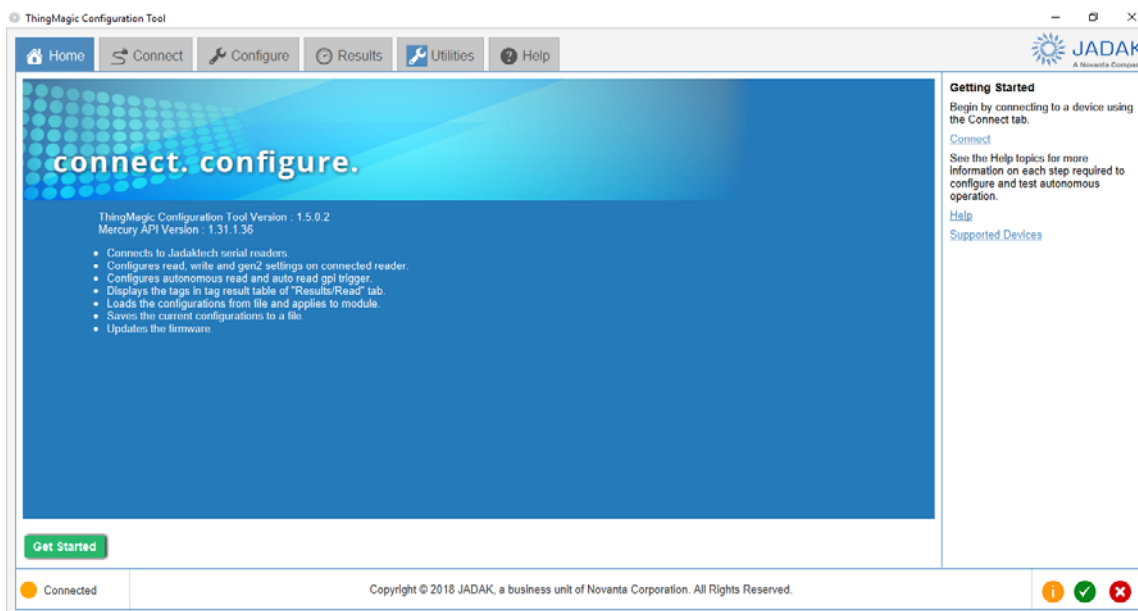 ThingMagic Configuration Tool
Home
Connect
Configure
Results
Utilities
Help
JADAK
A Novanta Company
connect. configure.
ThingMagic Configuration Tool Version : 1.5.0.2
Mercury API Version : 1.31.1.36
Connects to Jadaktech serial readers.
Configures read, write and gen2 settings on connected reader.
Configures autonomous read and auto read gpI trigger.
Displays the tags in tag result table of "Results/Read" tab.
Loads the configurations from file and applies to module.
Saves the current configurations to a file.
Updates the firmware.
Getting Started
Begin by connecting to a device using
the Connect tab.
Connect
See the Help topics for more
information on each step required to
configure and test autonomous
operation.
Help
Supported Devices
Get Started
Connected
Copyright © 2018 JADAK, a business unit of Novanta Corporation. All Rights Reserved.